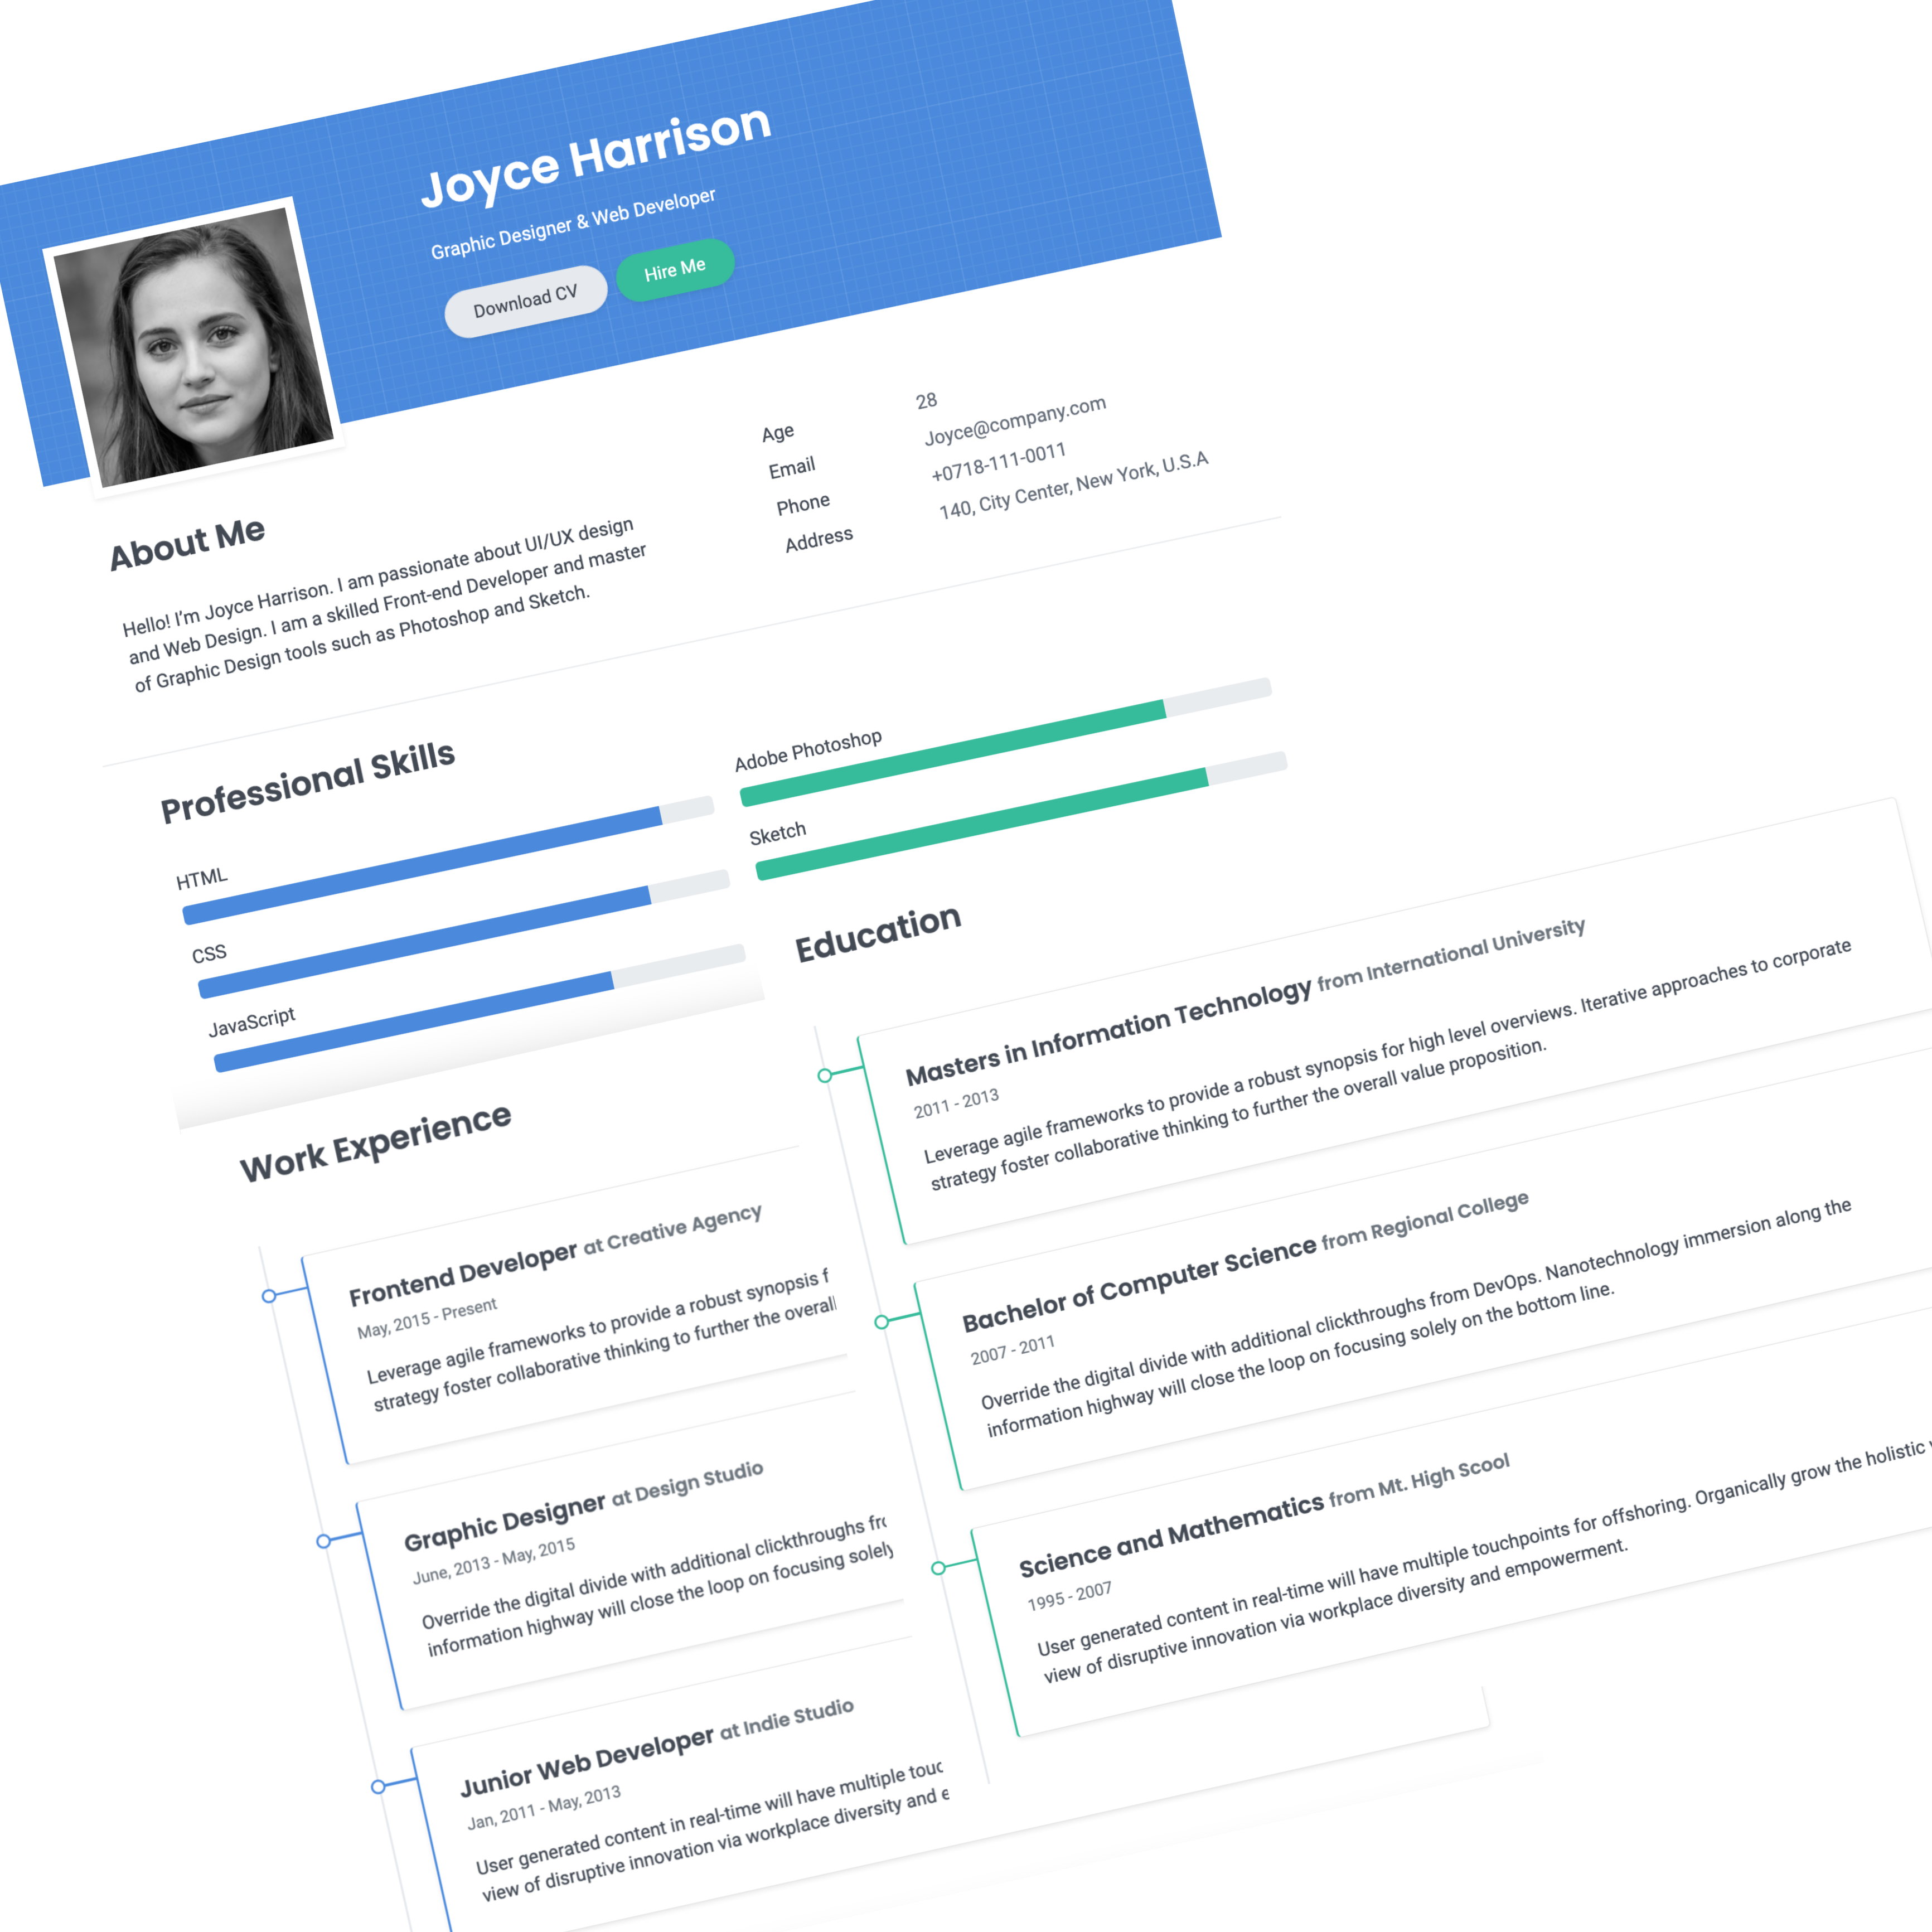 Joyce Harrison
Graphic Designer & Web Developer
Download CV
Hire Me
About Me
Hello! I'm Joyce Harrison. I am passionate about UI/UX design
and Web Design. I am a skilled Front-end Developer and master
of Graphic Design tools such as Photoshop and Sketch.
Age 28
Email Joyce@company.com
Phone +0718-111-0011
Address 140, City Center, New York, U.S.A
Professional Skills
HTML
CSS
JavaScript
Adobe Photoshop
Sketch
Work Experience
Frontend Developer at Creative Agency
May, 2015 - Present
Leverage agile frameworks to provide a robust synopsis f
strategy foster collaborative thinking to further the overall
Graphic Designer at Design Studio
June, 2013 - May, 2015
Override the digital divide with additional clickthroughs fr
information highway will close the loop on focusing solely
Junior Web Developer at Indie Studio
Jan, 2011 - May, 2013
User generated content in real-time will have multiple touc
view of disruptive innovation via workplace diversity and e
Education
Masters in Information Technology from International University
2011 - 2013
Leverage agile frameworks to provide a robust synopsis for high level overviews. Iterative approaches to corporate
strategy foster collaborative thinking to further the overall value proposition.
Bachelor of Computer Science from Regional College
2007 - 2011
Override the digital divide with additional clickthroughs from DevOps. Nanotechnology immersion along the
information highway will close the loop on focusing solely on the bottom line.
Science and Mathematics from Mt. High Scool
1995 - 2007
User generated content in real-time will have multiple touchpoints for offshoring. Organically grow the holistic
view of disruptive innovation via workplace diversity and empowerment.